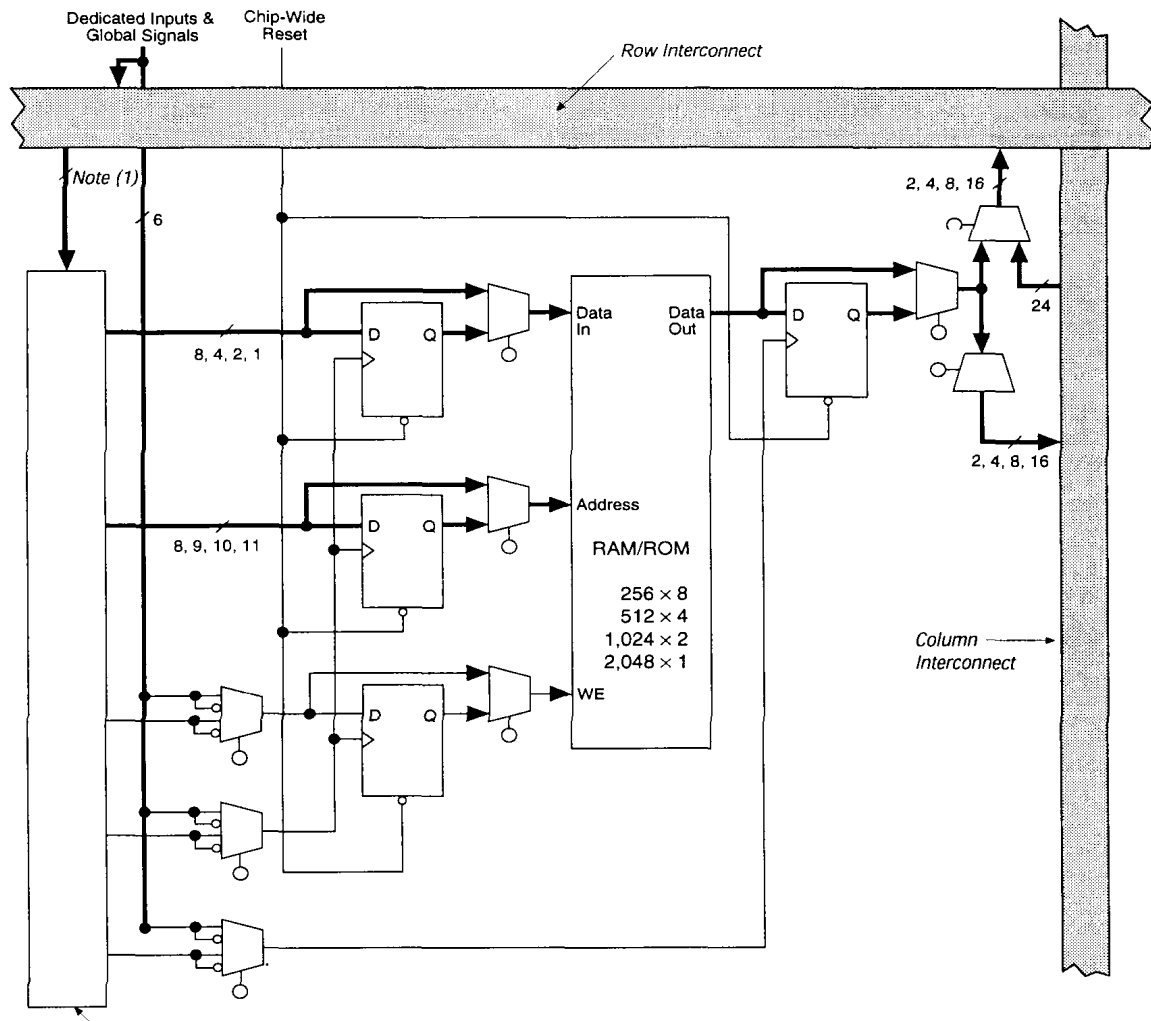 Dedicated Inputs &
Global Signals
Chip-Wide
Reset
Row Interconnect
Note (1)
6
2, 4, 8, 16
24
8, 4, 2, 1
D Q
Data
In
Data
Out
D Q
2, 4, 8, 16
8, 9, 10, 11
D Q
Address
RAM/ROM
256 × 8
512 × 4
1,024 × 2
2,048 × 1
Column
Interconnect
D Q
WE